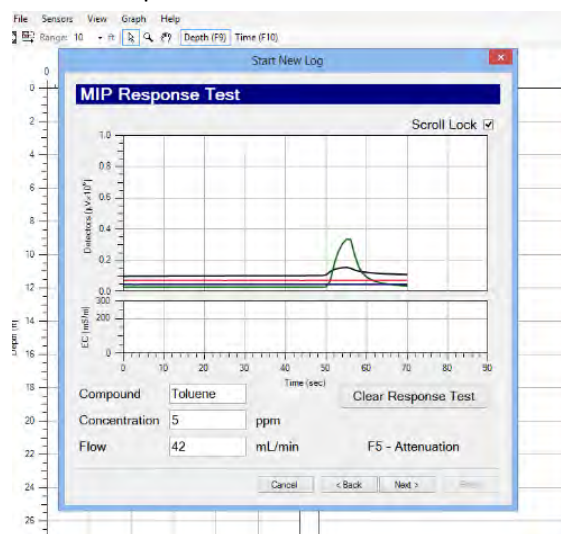 File Sensors View Graph Help
Range: 10 ft Depth (F9) Time (F10)
Start New Log
MIP Response Test
Scroll Lock
Detectors (µV×10⁶)
1.0
0.8
0.6
0.4
0.2
0.0
EC (mS/m)
300
200
0
0 10 20 30 40 50 60 70 80 90
Time (sec)
Compound Toluene
Clear Response Test
Concentration 5 ppm
Flow 42 mL/min F5 - Attenuation
Cancel < Back Next >
0
0
2
4
6
8
10
12
14
16
18
20
22
24
26